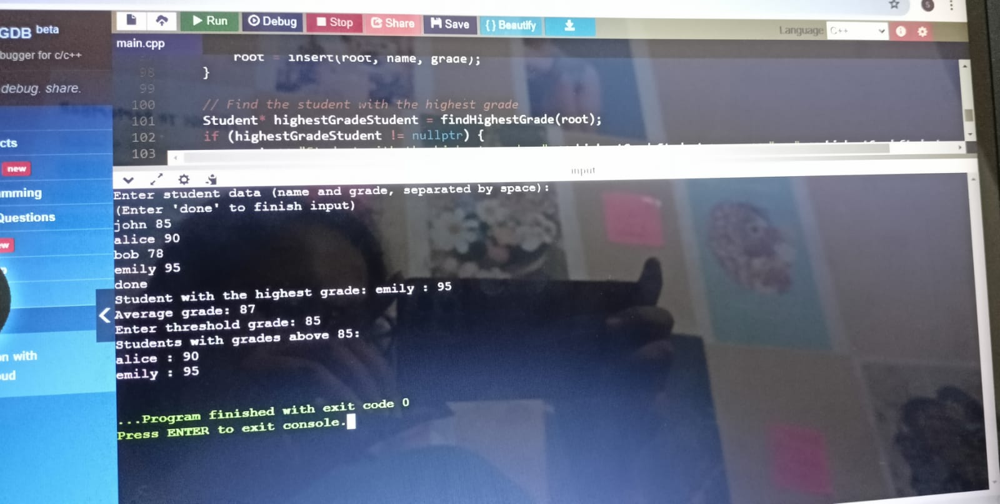 GDB beta
bugger for c/c++
debug. share.
cts
new
mming
Questions
ew
on with
oud
Run
Debug
Stop
Share
Save
{} Beautify
Language C++
main.cpp
root = insert(root, name, grade);
98 }
99
100 // Find the student with the highest grade
101 Student* highestGradeStudent = findHighestGrade(root);
102 if (highestGradeStudent != nullptr) {
103
input
Enter student data (name and grade, separated by space):
(Enter 'done' to finish input)
john 85
alice 90
bob 78
emily 95
done
Student with the highest grade: emily : 95
Average grade: 87
Enter threshold grade: 85
Students with grades above 85:
alice : 90
emily : 95
...Program finished with exit code 0
Press ENTER to exit console.